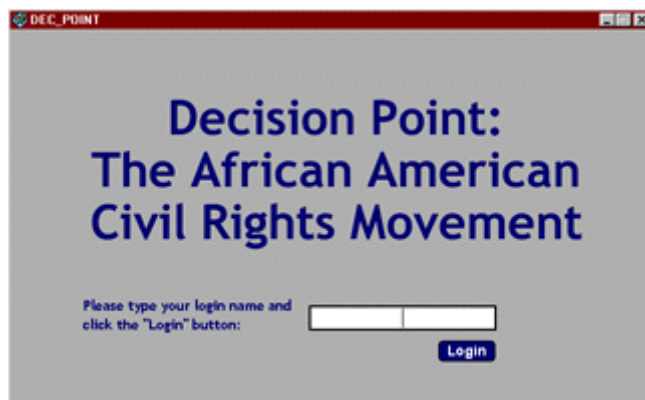 DEC_POINT
Decision Point:
The African American
Civil Rights Movement
Please type your login name and
click the "Login" button:
Login